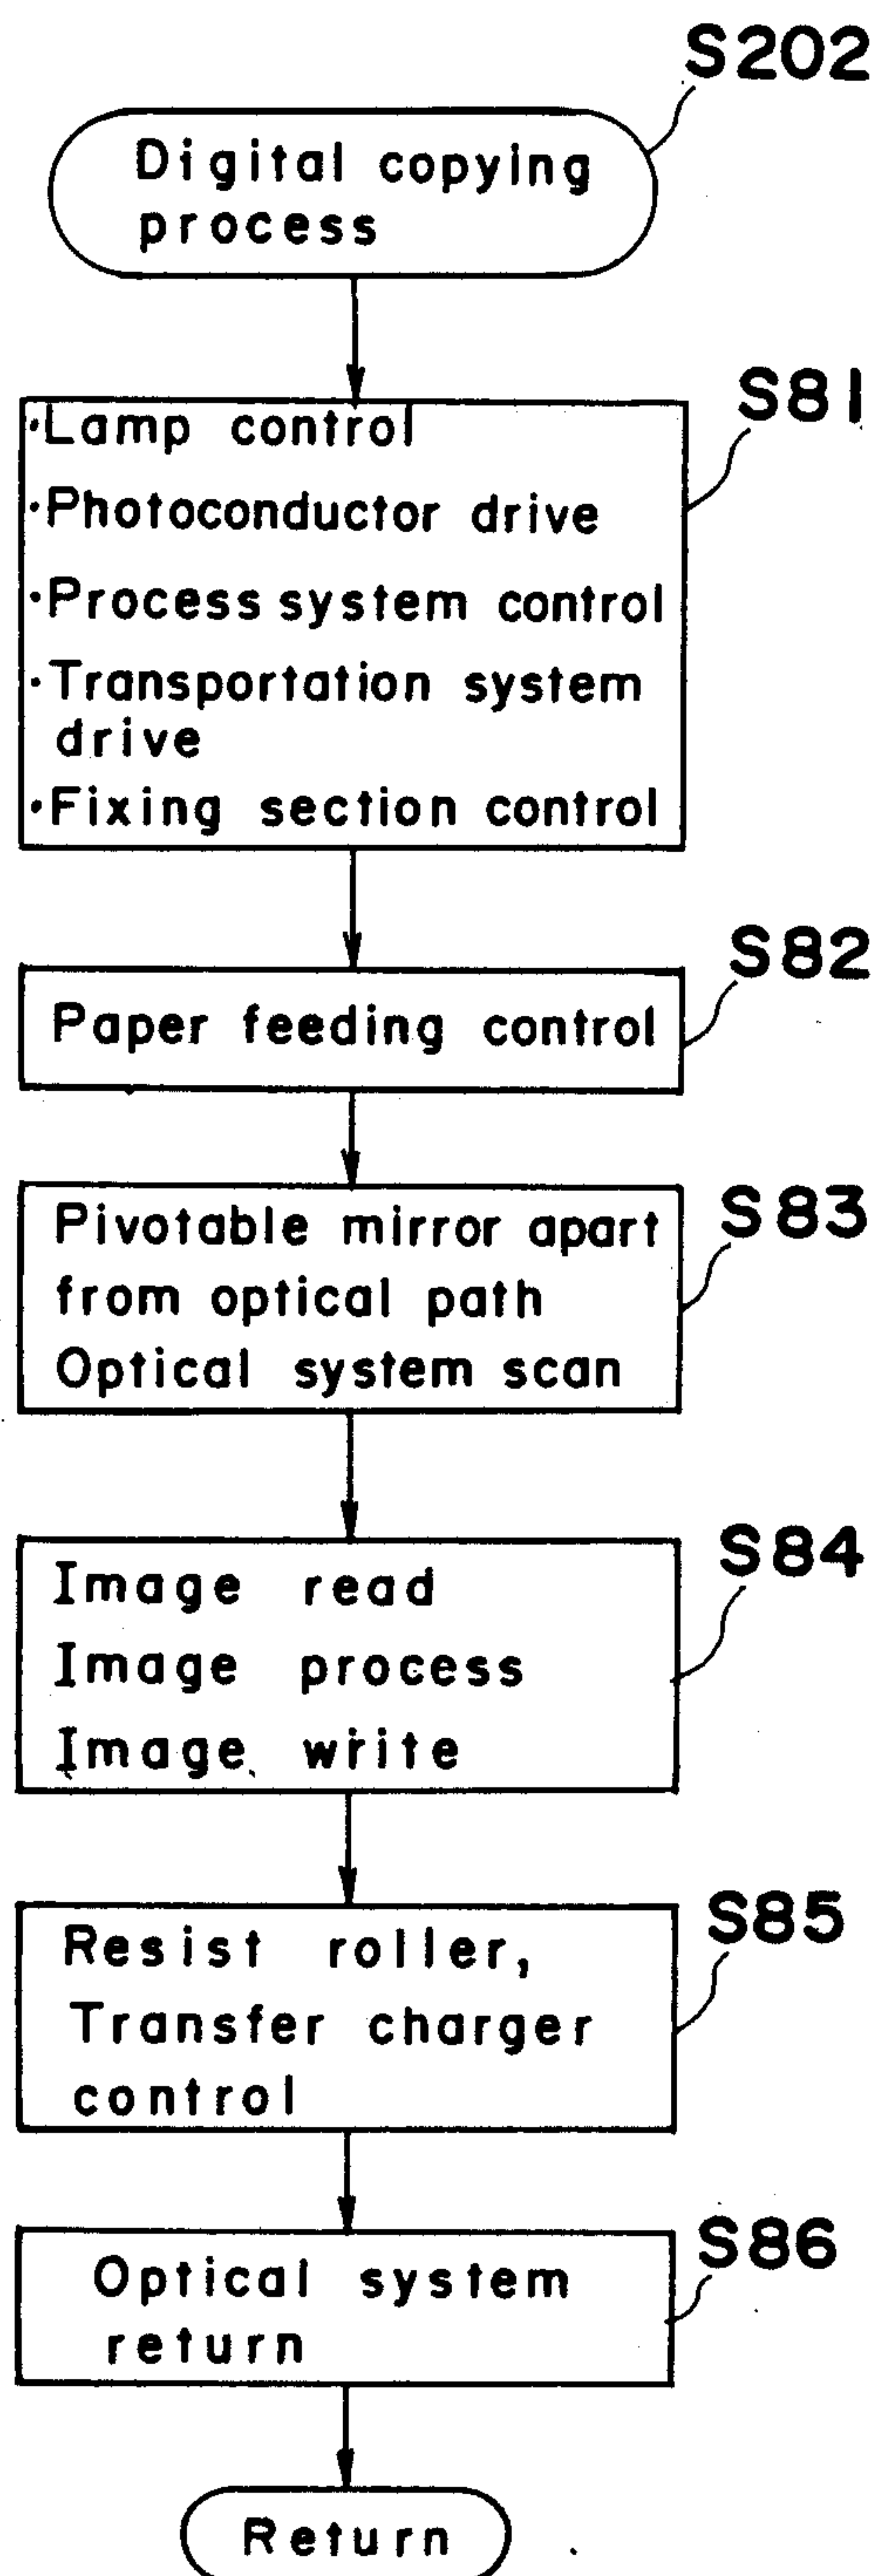 S202
Digital copying
process
S81
·Lamp control
·Photoconductor drive
·Process system control
·Transportation system
drive
·Fixing section control
S82
Paper feeding control
S83
Pivotable mirror apart
from optical path
Optical system scan
S84
Image read
Image process
Image write
S85
Resist roller,
Transfer charger
control
S86
Optical system
return
Return